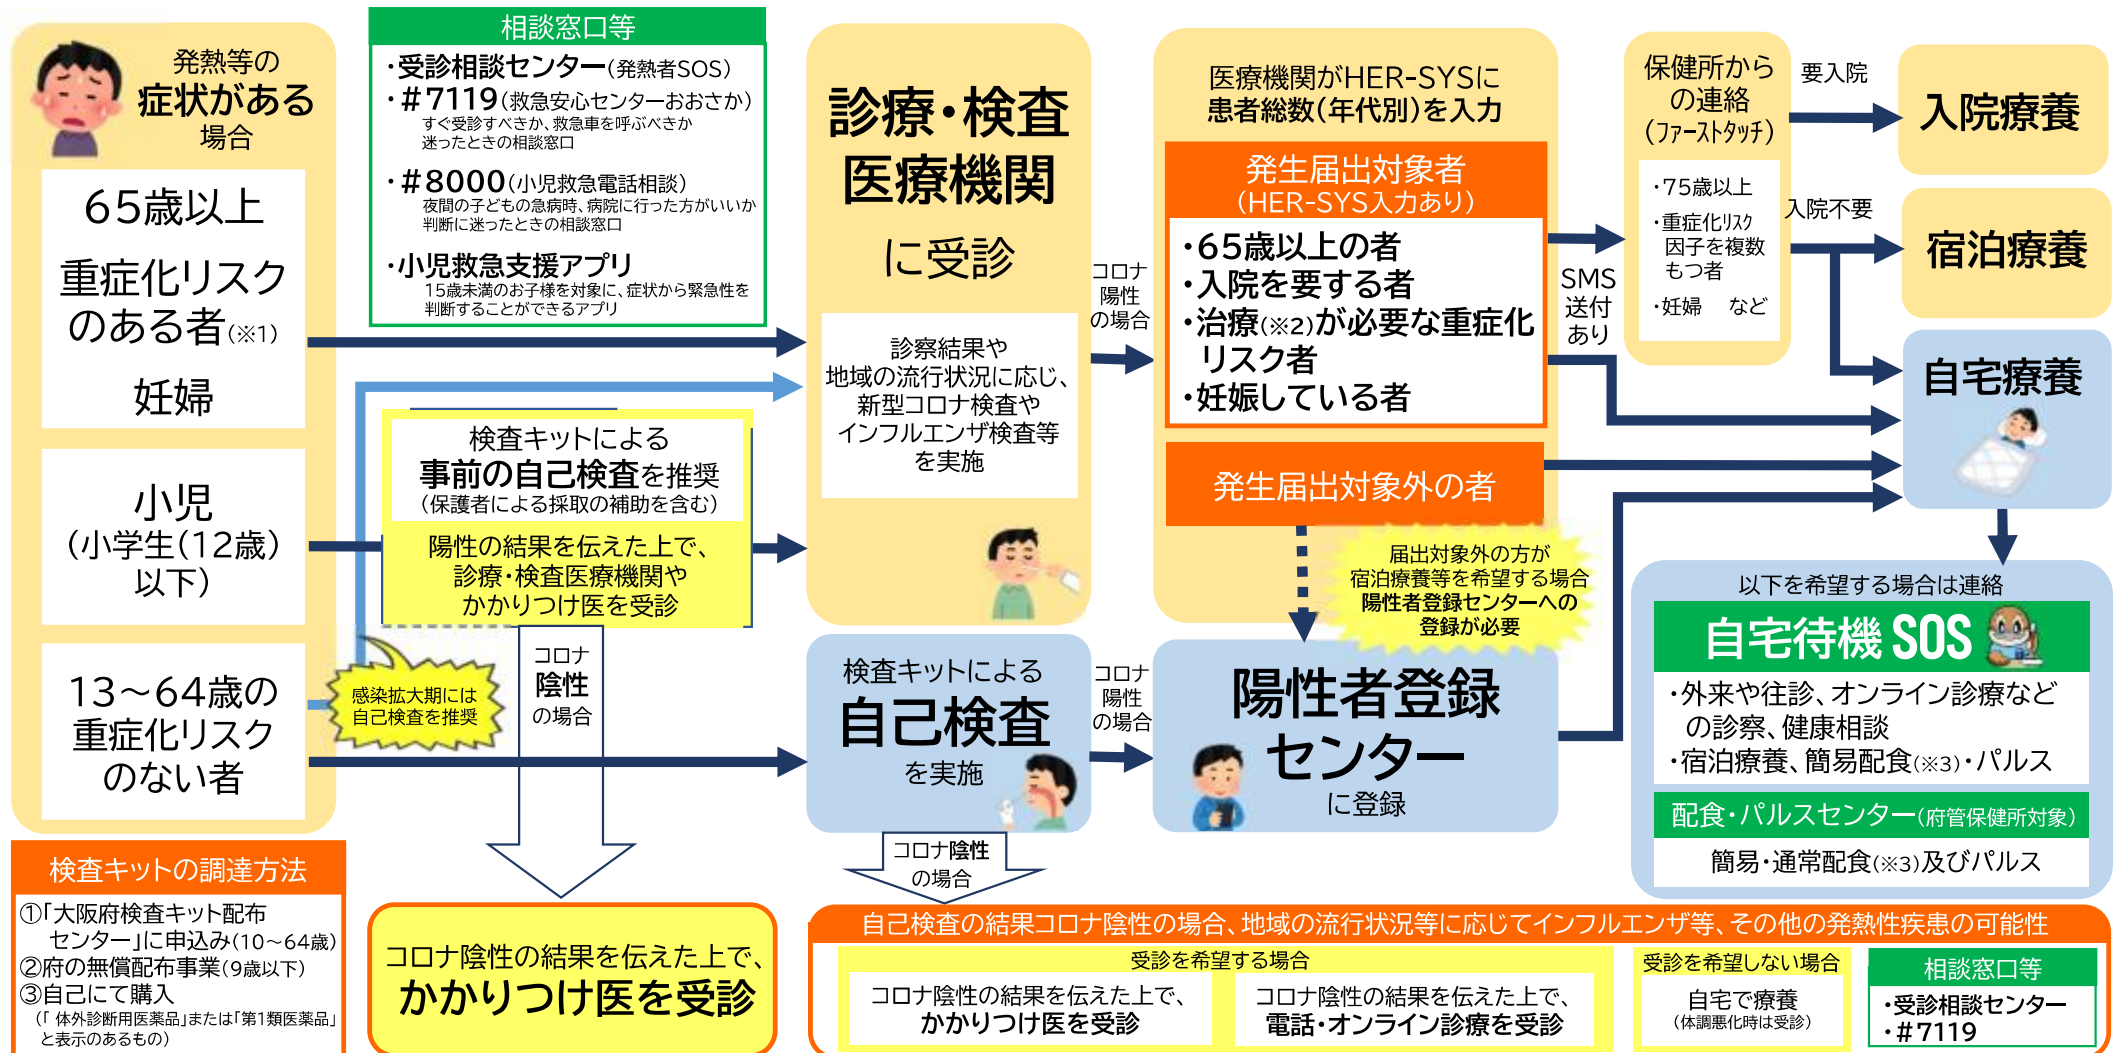 発熱等の
症状がある
場合
65歳以上
重症化リスク
のある者(※1)
妊婦
小児
(小学生(12歳)
以下)
13～64歳の
重症化リスク
のない者
相談窓口等
・受診相談センター(発熱者SOS)
・#7119(救急安心センターおおさか)
すぐ受診すべきか、救急車を呼ぶべきか
迷ったときの相談窓口
・#8000(小児救急電話相談)
夜間の子どもの急病時、病院に行った方がいいか
判断に迷ったときの相談窓口
・小児救急支援アプリ
15歳未満のお子様を対象に、症状から緊急性を
判断することができるアプリ
検査キットによる
事前の自己検査を推奨
(保護者による採取の補助を含む)
陽性の結果を伝えた上で、
診療・検査医療機関や
かかりつけ医を受診
感染拡大期には
自己検査を推奨
コロナ
陰性
の場合
診療・検査
医療機関
に受診
診察結果や
地域の流行状況に応じ、
新型コロナ検査や
インフルエンザ検査等
を実施
検査キットによる
自己検査
を実施
コロナ
陽性
の場合
コロナ
陽性
の場合
コロナ陰性
の場合
医療機関がHER-SYSに
患者総数(年代別)を入力
発生届出対象者
(HER-SYS入力あり)
・65歳以上の者
・入院を要する者
・治療(※2)が必要な重症化
リスク者
・妊娠している者
発生届出対象外の者
届出対象外の方が
宿泊療養等を希望する場合
陽性者登録センターへの
登録が必要
陽性者登録
センター
に登録
SMS
送付
あり
保健所から
の連絡
(ファーストタッチ)
・75歳以上
・重症化リスク
因子を複数
もつ者
・妊婦 など
要入院
入院不要
入院療養
宿泊療養
自宅療養
以下を希望する場合は連絡
自宅待機SOS
・外来や往診、オンライン診療など
の診察、健康相談
・宿泊療養、簡易配食(※3)・パルス
配食・パルスセンター(府管保健所対象)
簡易・通常配食(※3)及びパルス
検査キットの調達方法
①「大阪府検査キット配布
センター」に申込み(10～64歳)
②府の無償配布事業(9歳以下)
③自己にて購入
(「体外診断用医薬品」または「第1類医薬品」
と表示のあるもの)
コロナ陰性の結果を伝えた上で、
かかりつけ医を受診
自己検査の結果コロナ陰性の場合、地域の流行状況等に応じてインフルエンザ等、その他の発熱性疾患の可能性
受診を希望する場合
コロナ陰性の結果を伝えた上で、
かかりつけ医を受診
コロナ陰性の結果を伝えた上で、
電話・オンライン診療を受診
受診を希望しない場合
自宅で療養
(体調悪化時は受診)
相談窓口等
・受診相談センター
・#7119